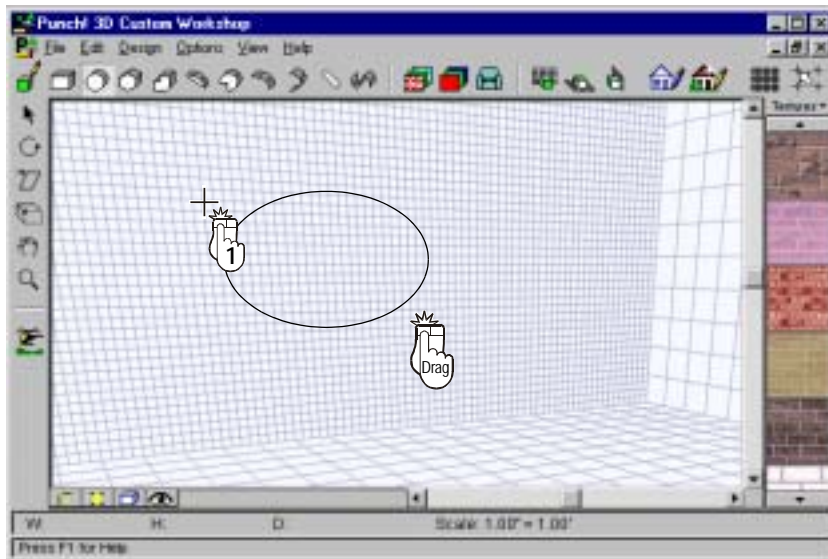 Punch! 3D Custom Workshop
File Edit Design Options View Help
Textures
1
Drag
W: H: D: Scale: 1.00" = 1.00'
Press F1 for Help